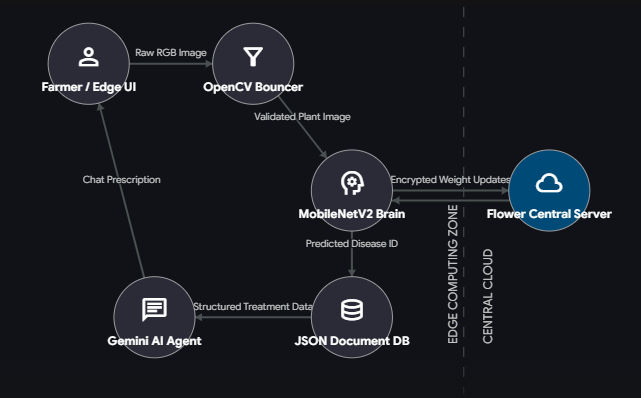 Raw RGB Image
Farmer / Edge UI
OpenCV Bouncer
Validated Plant Image
Encrypted Weight Updates
MobileNetV2 Brain
Flower Central Server
Predicted Disease ID
Chat Prescription
EDGE COMPUTING ZONE
CENTRAL CLOUD
Structured Treatment Data
Gemini AI Agent
JSON Document DB